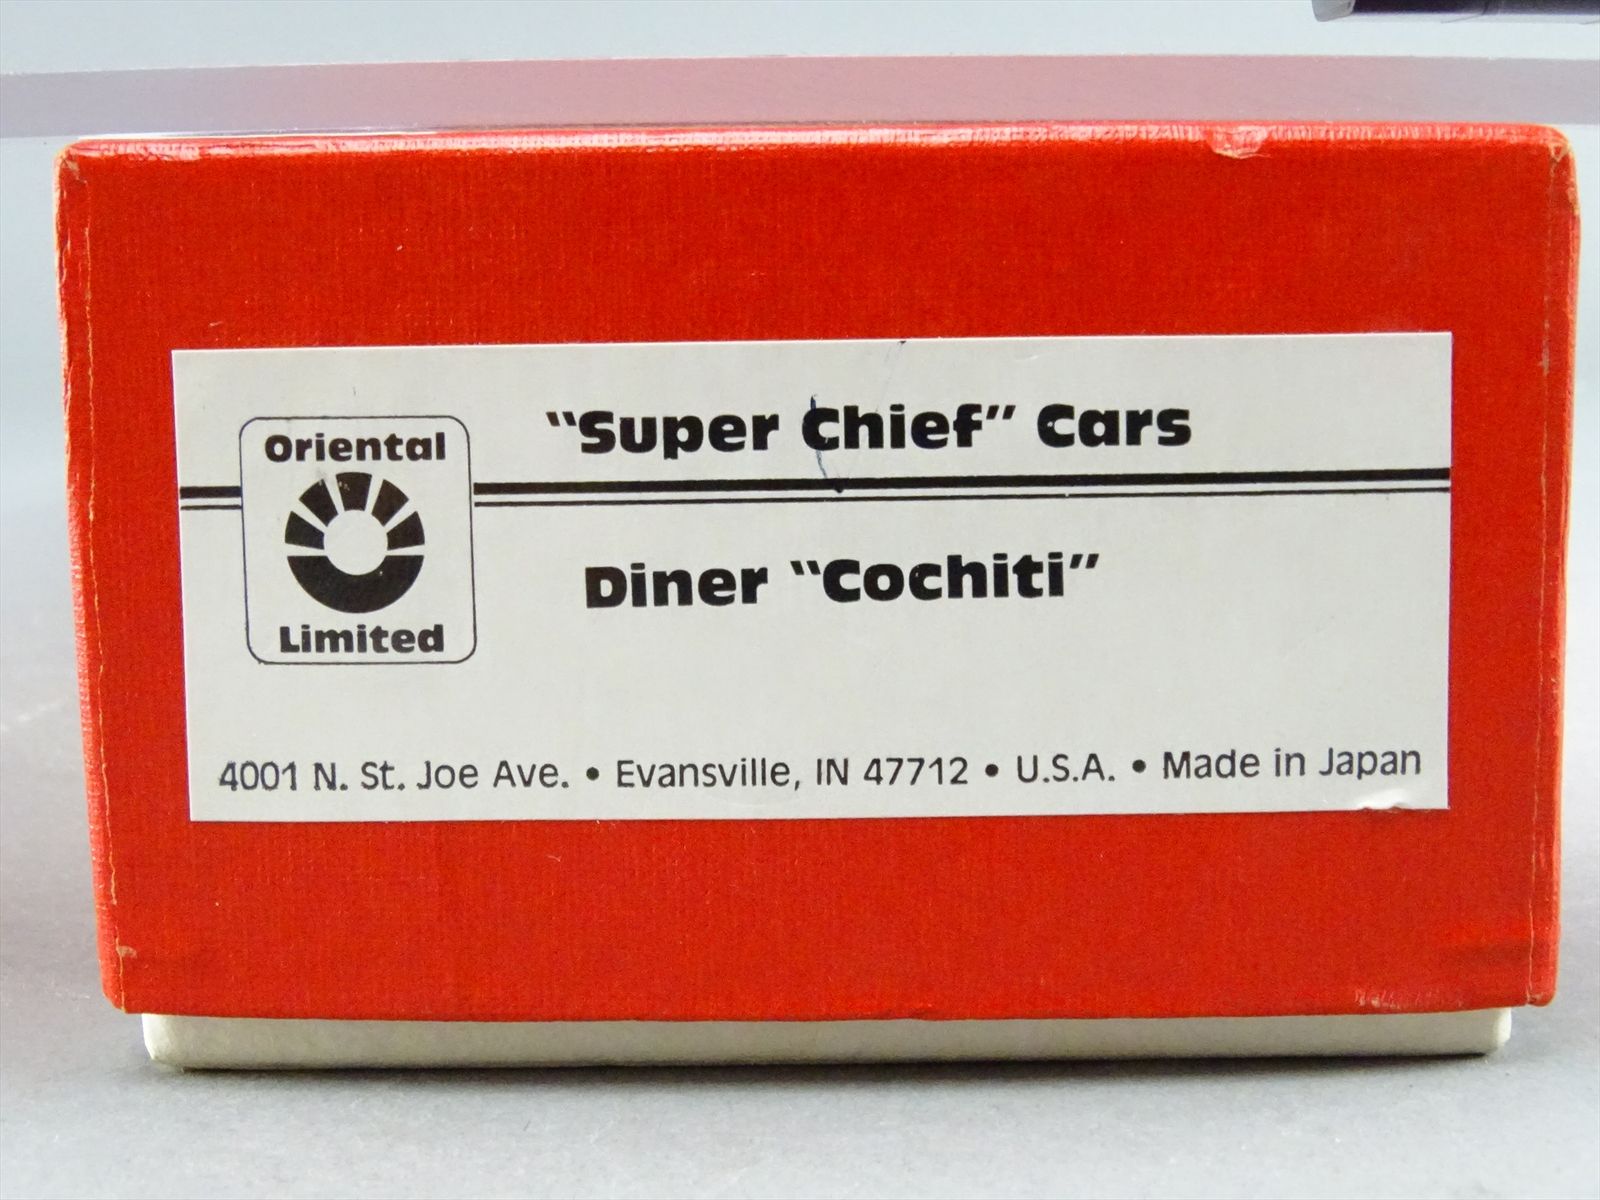 "Super Chief" Cars
Oriental
Limited
Diner "Cochiti"
4001 N. St. Joe Ave. • Evansville, IN 47712 • U.S.A. • Made in Japan